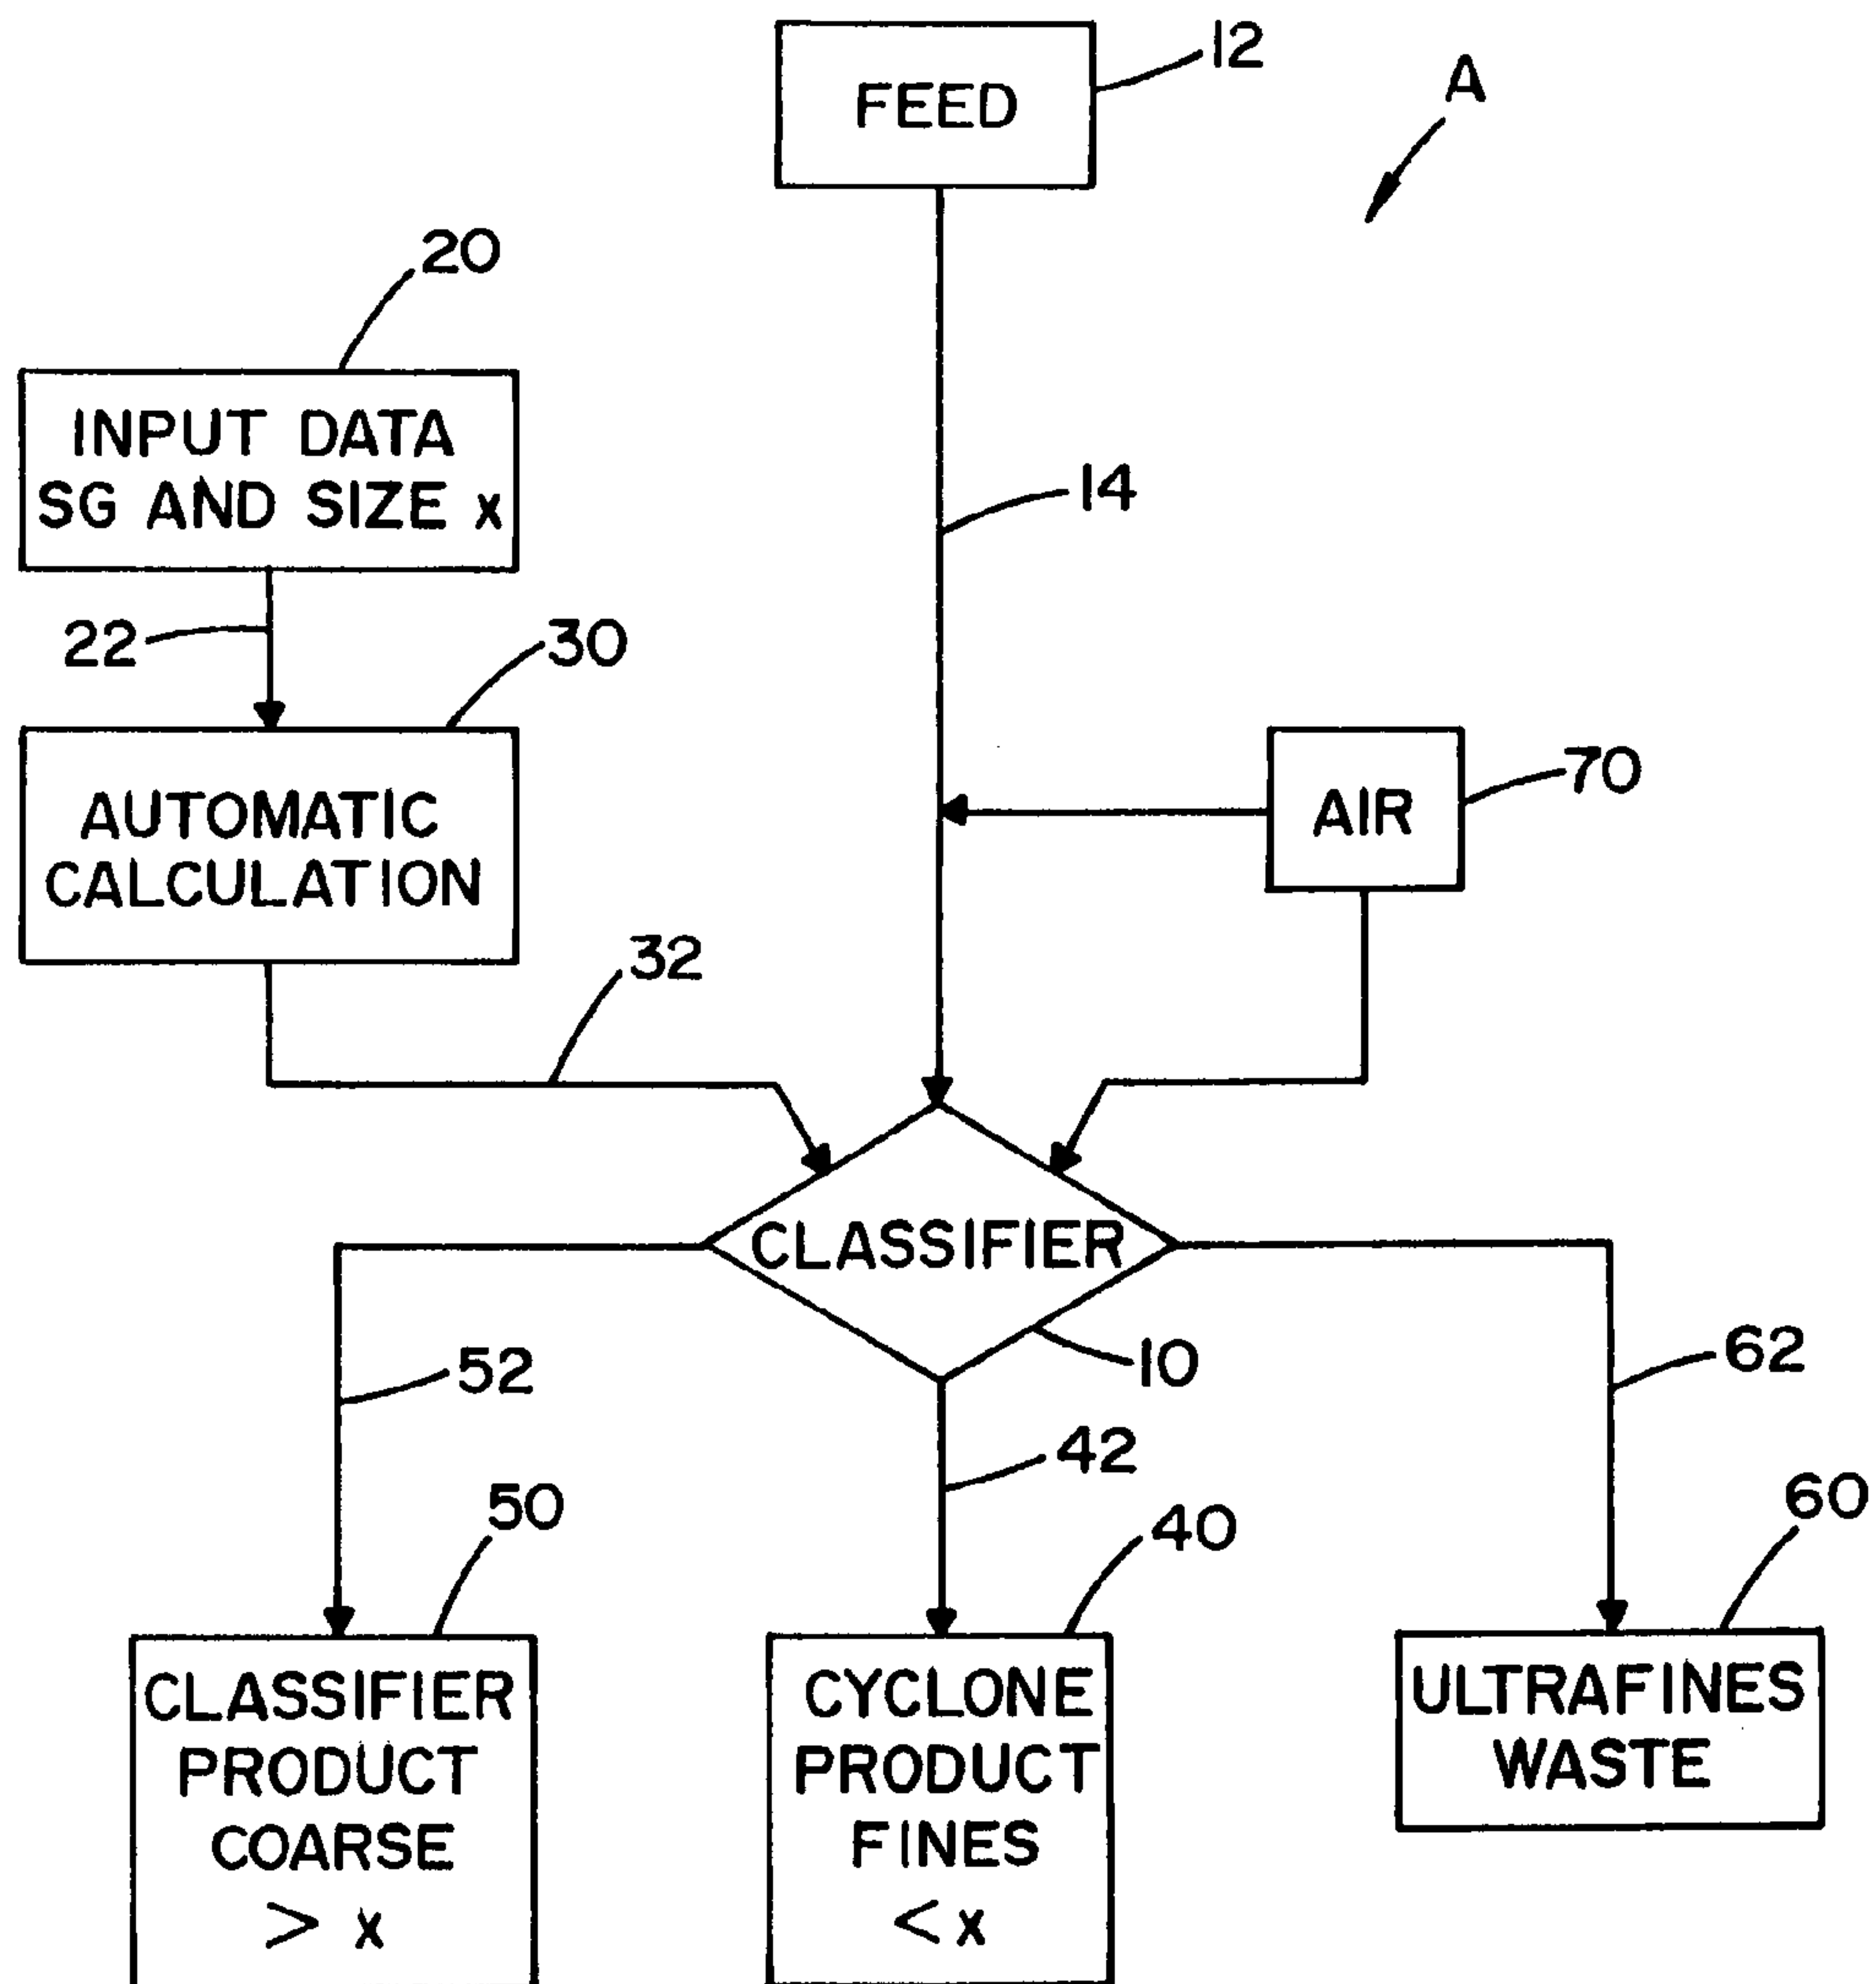 FEED
12
A
20
INPUT DATA
SG AND SIZE x
14
22
30
AUTOMATIC
CALCULATION
AIR
70
32
CLASSIFIER
10
52
62
42
50
40
60
CLASSIFIER
PRODUCT
COARSE
> x
CYCLONE
PRODUCT
FINES
< x
ULTRAFINES
WASTE